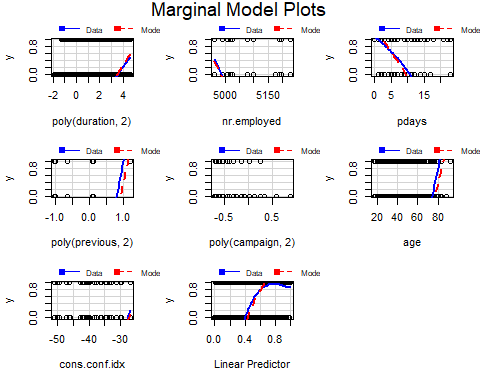 Marginal Model Plots
Data Mode Data Mode Data Mode
y 0.0 0.8 y 0.0 0.8 y 0.0 0.8
-2 0 2 4 5000 5150 0 5 15
poly(duration, 2) nr.employed pdays
Data Mode Data Mode Data Mode
y 0.0 0.8 y 0.0 0.8 y 0.0 0.8
-1.0 0.0 1.0 -0.5 0.5 20 40 60 80
poly(previous, 2) poly(campaign, 2) age
Data Mode Data Mode
y 0.0 0.8 y 0.0 0.8
-50 -40 -30 0.0 0.4 0.8
cons.conf.idx Linear Predictor